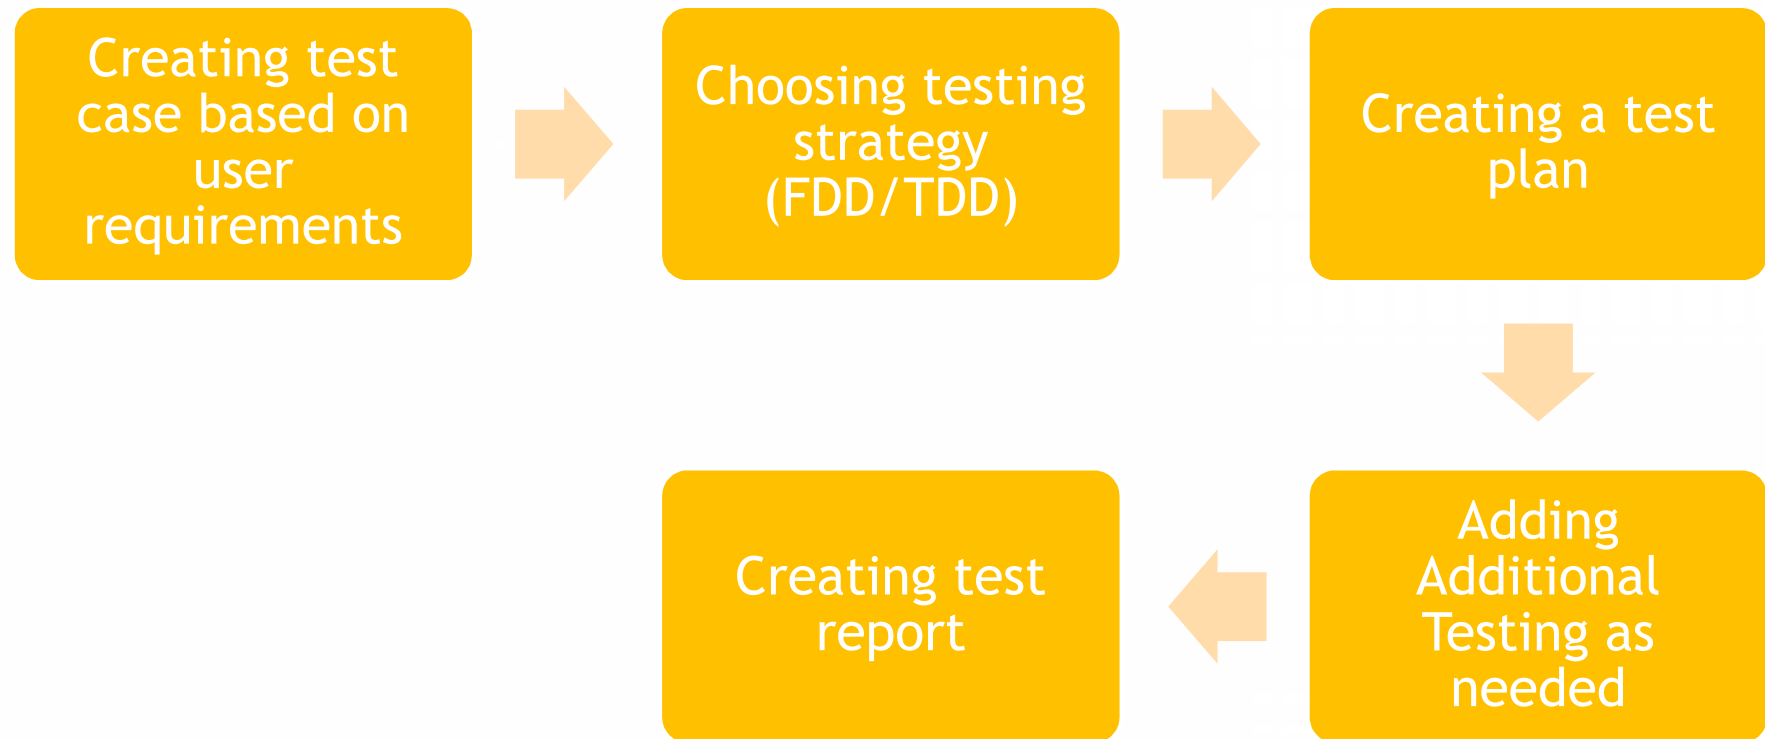 Creating test
case based on
user
requirements
Choosing testing
strategy
(FDD/TDD)
Creating a test
plan
Adding
Additional
Testing as
needed
Creating test
report